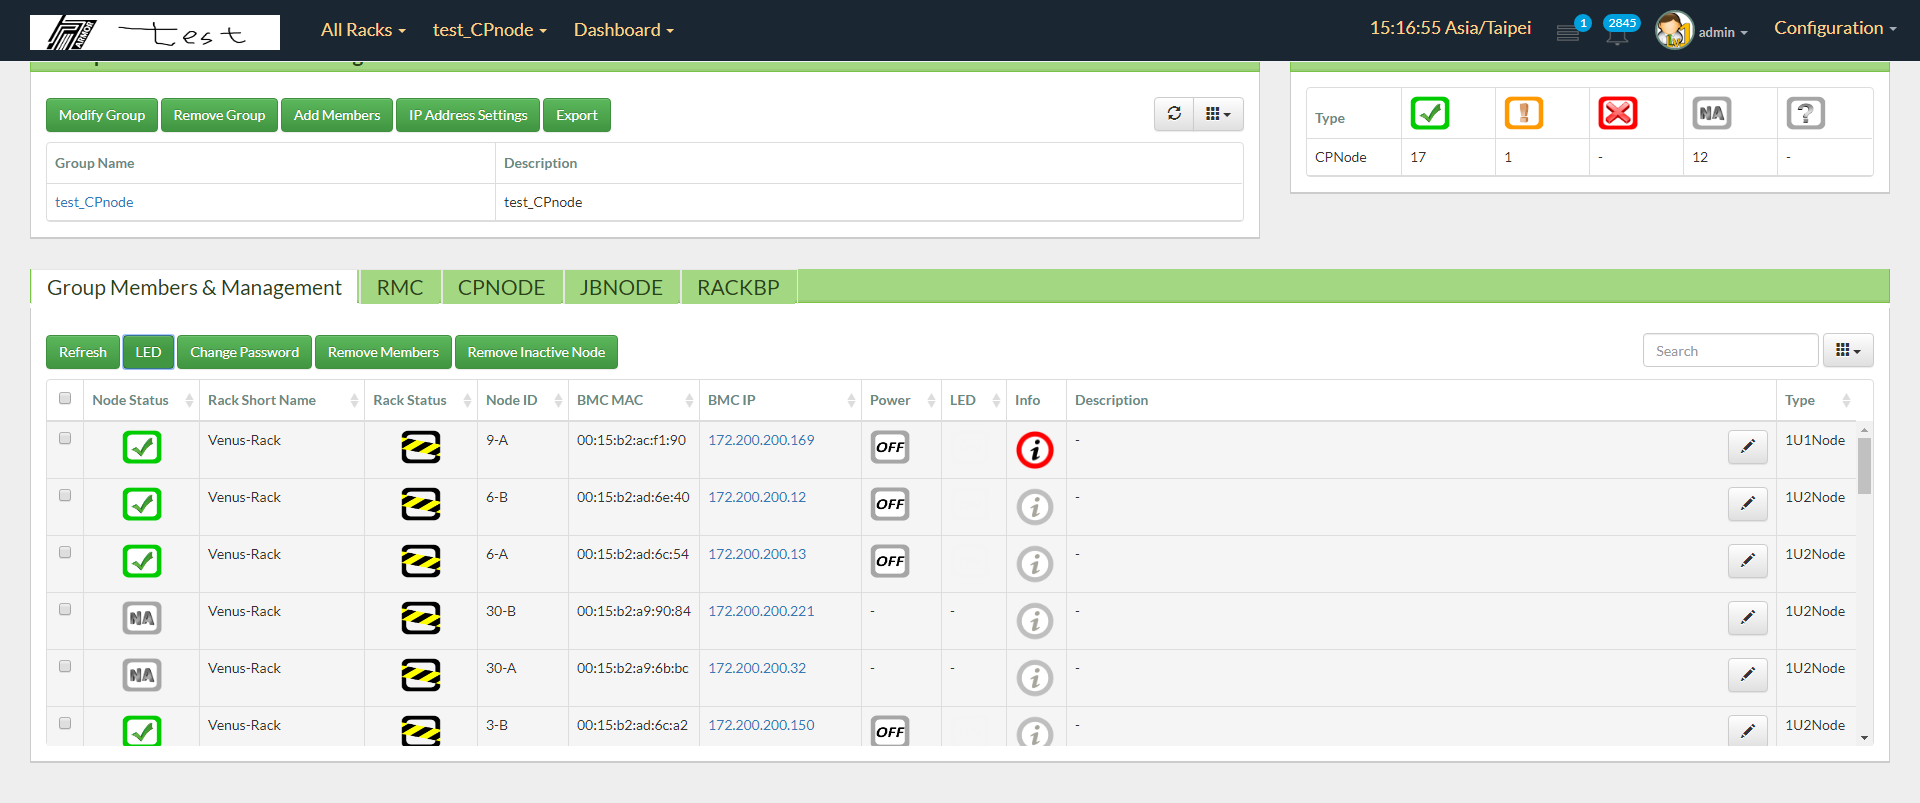 ARMOR test All Racks test_CPnode Dashboard 15:16:55 Asia/Taipei 1 2845 admin Configuration
Modify Group Remove Group Add Members IP Address Settings Export
Group Name Description
test_CPnode test_CPnode
Type NA ?
CPNode 17 1 - 12 -
Group Members & Management RMC CPNODE JBNODE RACKBP
Refresh LED Change Password Remove Members Remove Inactive Node Search
Node Status Rack Short Name Rack Status Node ID BMC MAC BMC IP Power LED Info Description Type
Venus-Rack 9-A 00:15:b2:ac:f1:90 172.200.200.169 OFF i - 1U1Node
Venus-Rack 6-B 00:15:b2:ad:6e:40 172.200.200.12 OFF i - 1U2Node
Venus-Rack 6-A 00:15:b2:ad:6c:54 172.200.200.13 OFF i - 1U2Node
NA Venus-Rack 30-B 00:15:b2:a9:90:84 172.200.200.221 - - i - 1U2Node
NA Venus-Rack 30-A 00:15:b2:a9:6b:bc 172.200.200.32 - - i - 1U2Node
Venus-Rack 3-B 00:15:b2:ad:6c:a2 172.200.200.150 OFF i - 1U2Node